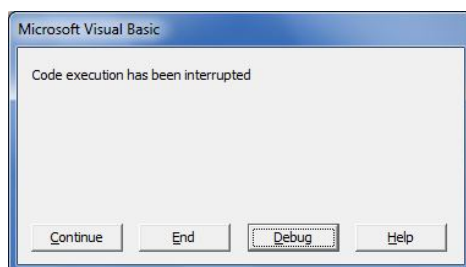 Microsoft Visual Basic
Code execution has been interrupted
Continue End Debug Help